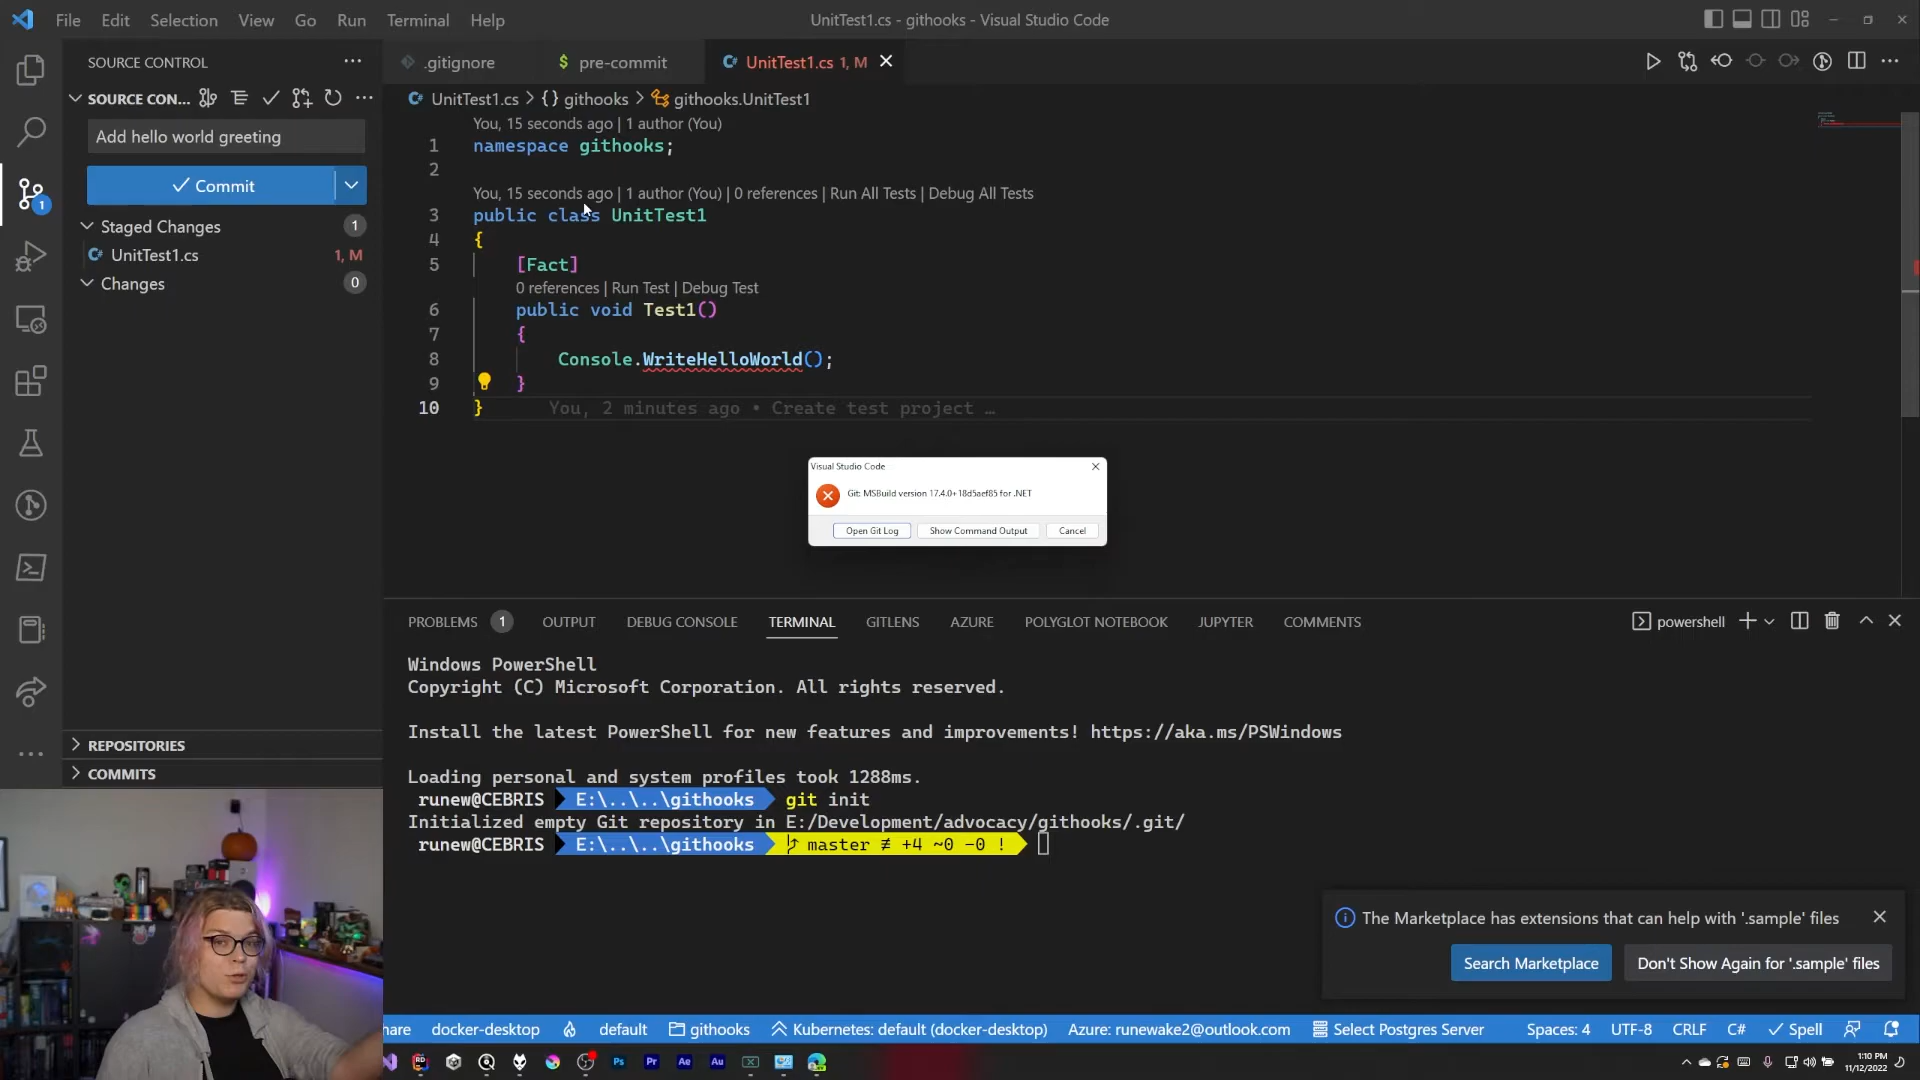 File Edit Selection View Go Run Terminal Help
UnitTest1.cs - githooks - Visual Studio Code
SOURCE CONTROL
SOURCE CON...
Add hello world greeting
Commit
Staged Changes 1
UnitTest1.cs 1, M
Changes 0
REPOSITORIES
COMMITS
1
.gitignore
$ pre-commit
UnitTest1.cs 1, M
UnitTest1.cs > {} githooks > githooks.UnitTest1
You, 15 seconds ago | 1 author (You)
1 namespace githooks;
2
You, 15 seconds ago | 1 author (You) | 0 references | Run All Tests | Debug All Tests
3 public class UnitTest1
4 {
5 [Fact]
0 references | Run Test | Debug Test
6 public void Test1()
7 {
8 Console.WriteHelloWorld();
9 }
10 } You, 2 minutes ago • Create test project …
Visual Studio Code
Git: MSBuild version 17.4.0+18d5aef85 for .NET
Open Git Log Show Command Output Cancel
PROBLEMS 1 OUTPUT DEBUG CONSOLE TERMINAL GITLENS AZURE POLYGLOT NOTEBOOK JUPYTER COMMENTS
powershell
Windows PowerShell
Copyright (C) Microsoft Corporation. All rights reserved.
Install the latest PowerShell for new features and improvements! https://aka.ms/PSWindows
Loading personal and system profiles took 1288ms.
runew@CEBRIS E:\..\..\githooks git init
Initialized empty Git repository in E:/Development/advocacy/githooks/.git/
runew@CEBRIS E:\..\..\githooks master ≢ +4 ~0 -0 !
The Marketplace has extensions that can help with '.sample' files
Search Marketplace Don't Show Again for '.sample' files
hare docker-desktop default githooks Kubernetes: default (docker-desktop) Azure: runewake2@outlook.com Select Postgres Server Spaces: 4 UTF-8 CRLF C# Spell
RD Ps Pr Ae Au
1:10 PM
11/12/2022